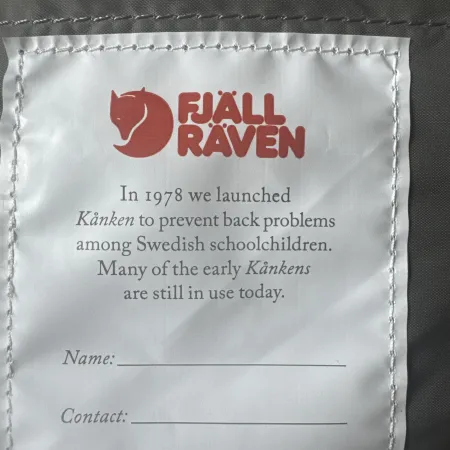 FJÄLL
RÄVEN
In 1978 we launched
Kånken to prevent back problems
among Swedish schoolchildren.
Many of the early Kånkens
are still in use today.
Name:
Contact: